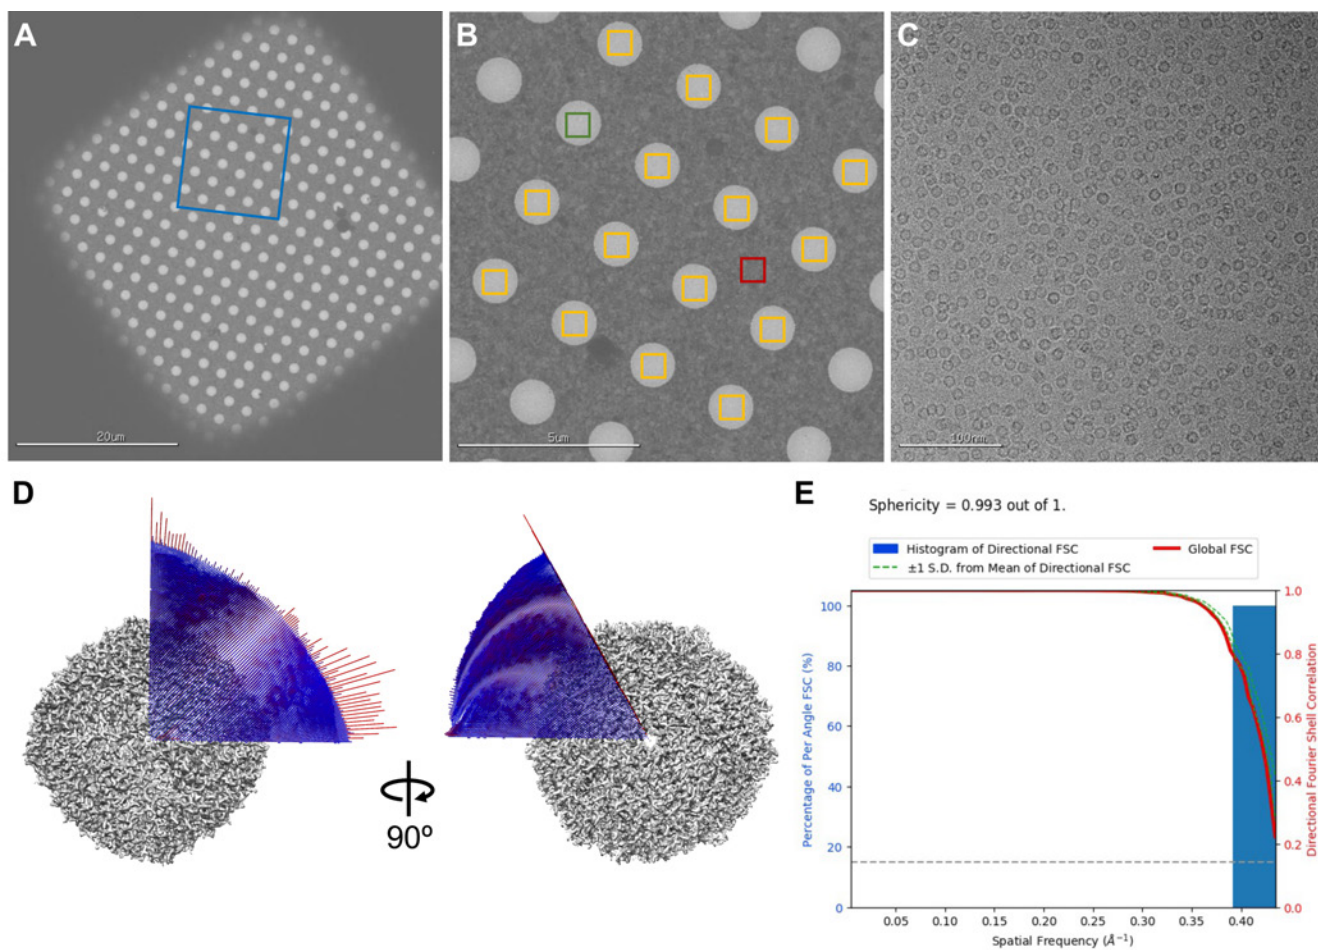 A
B
C
20um
5um
100nm
D
90º
E
Sphericity = 0.993 out of 1.
Histogram of Directional FSC
Global FSC
±1 S.D. from Mean of Directional FSC
Percentage of Per Angle FSC (%)
100
80
60
40
20
0
1.0
0.8
0.6
0.4
0.2
0.0
Directional Fourier Shell Correlation
0.05 0.10 0.15 0.20 0.25 0.30 0.35 0.40
Spatial Frequency (Å⁻¹)